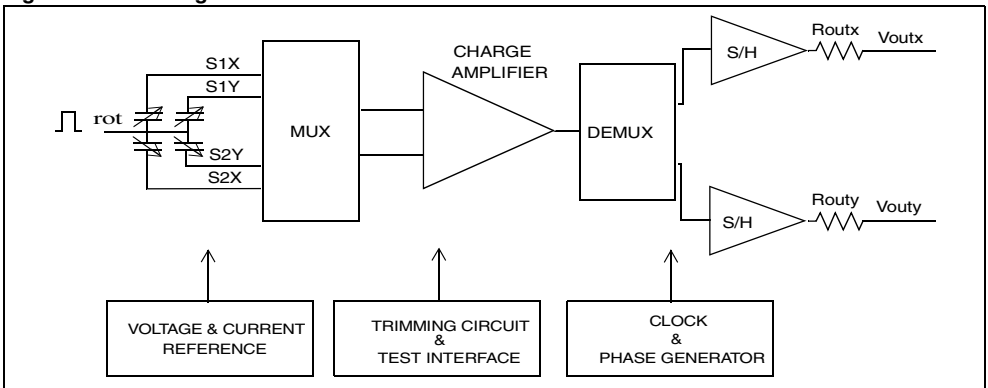 S1X
S1Y
rot
S2Y
S2X
MUX
CHARGE
AMPLIFIER
DEMUX
S/H
Routx
Voutx
S/H
Routy
Vouty
VOLTAGE & CURRENT
REFERENCE
TRIMMING CIRCUIT
&
TEST INTERFACE
CLOCK
&
PHASE GENERATOR